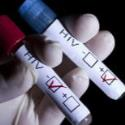 HIV
- ☑
+ ☐
HIV
- ☐
+ ☑